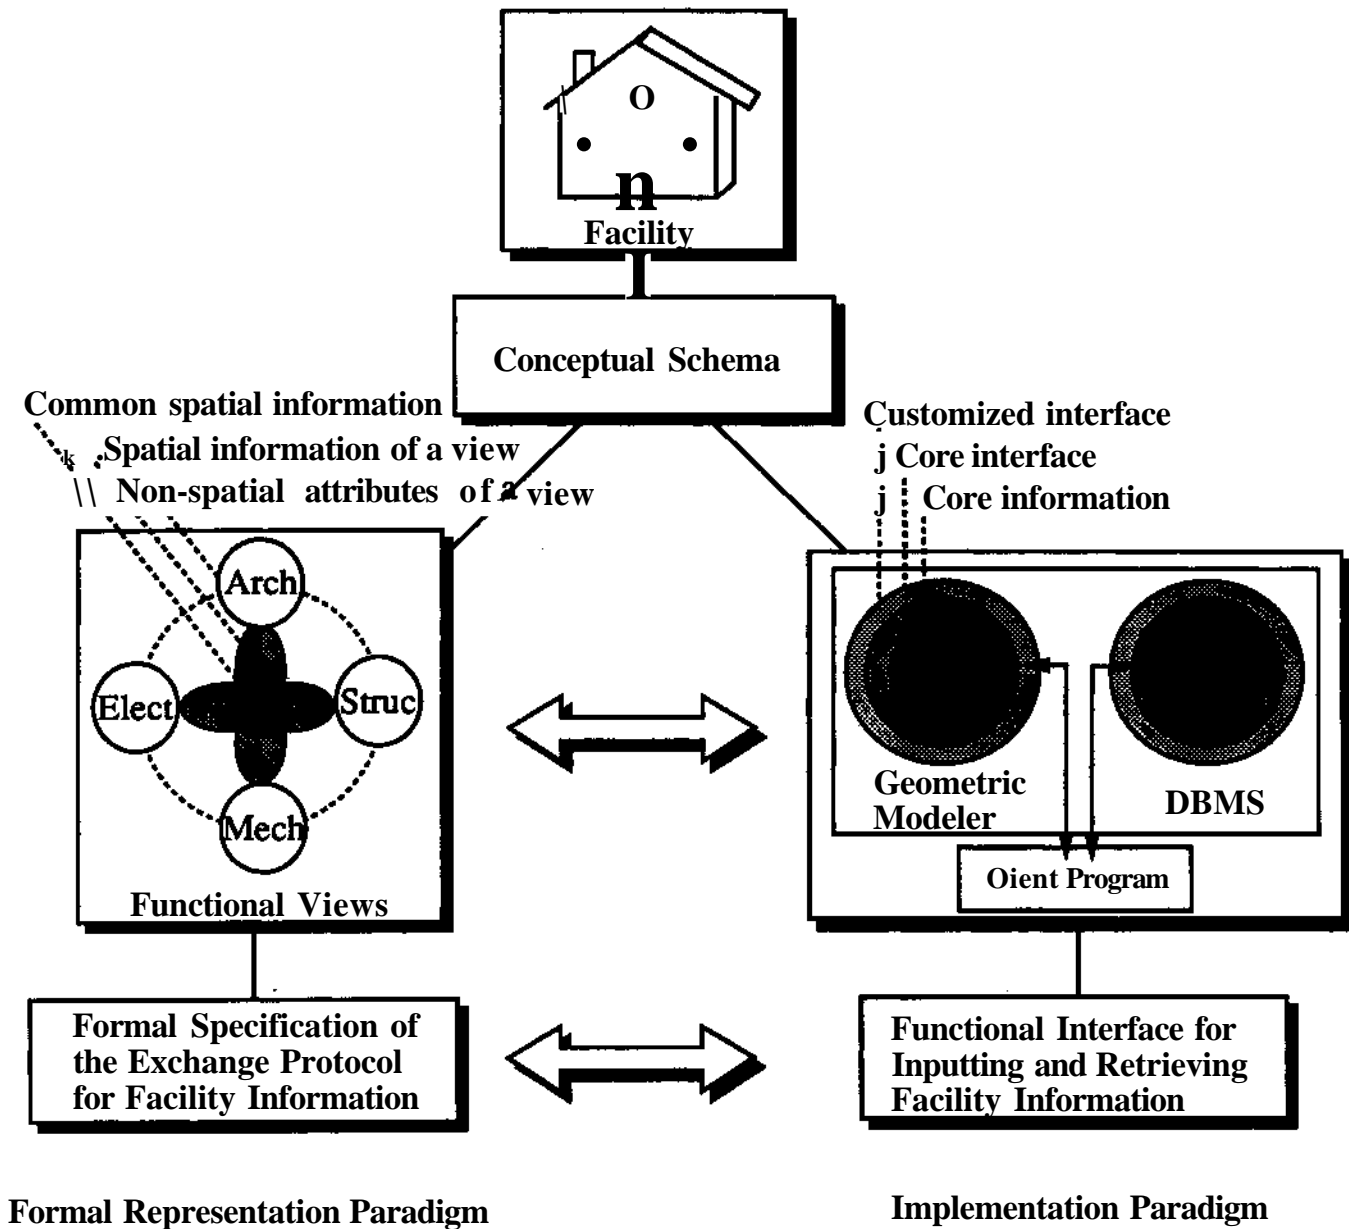 O
n
Facility
Conceptual Schema
Common spatial information
k Spatial information of a view
\\ Non-spatial attributes of a view
Customized interface
j Core interface
j Core information
Arch
Elect
Struc
Mech
Functional Views
Geometric
Modeler
DBMS
Oient Program
Formal Specification of
the Exchange Protocol
for Facility Information
Functional Interface for
Inputting and Retrieving
Facility Information
Formal Representation Paradigm
Implementation Paradigm